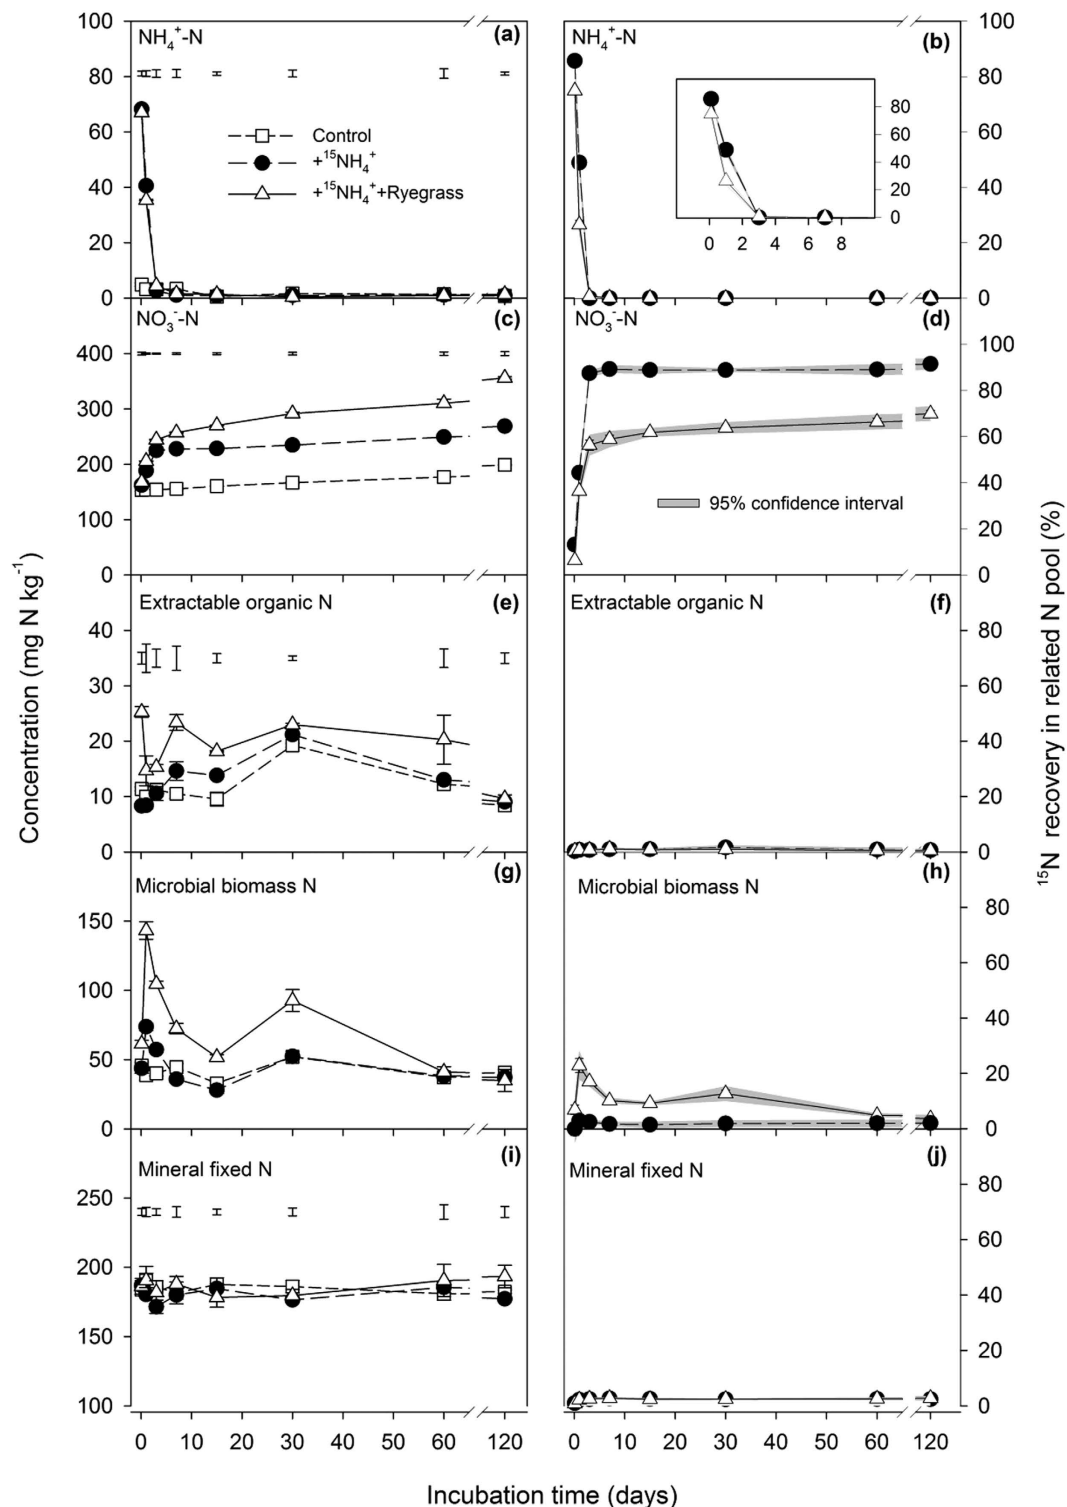 Concentration (mg N kg⁻¹)
¹⁵N recovery in related N pool (%)
100
80
60
40
20
0
NH₄⁺-N
(a)
Control
+¹⁵NH₄⁺
+¹⁵NH₄⁺+Ryegrass
NH₄⁺-N
(b)
80
60
40
20
0
0 2 4 6 8
100
80
60
40
20
0
400
300
200
100
0
NO₃⁻-N
(c)
NO₃⁻-N
(d)
95% confidence interval
100
80
60
40
20
0
40
30
20
10
0
Extractable organic N
(e)
Extractable organic N
(f)
80
60
40
20
0
150
100
50
0
Microbial biomass N
(g)
Microbial biomass N
(h)
80
60
40
20
0
250
200
150
100
Mineral fixed N
(i)
Mineral fixed N
(j)
80
60
40
20
0
0 10 20 30 40 50 60 120
0 10 20 30 40 50 60 120
Incubation time (days)